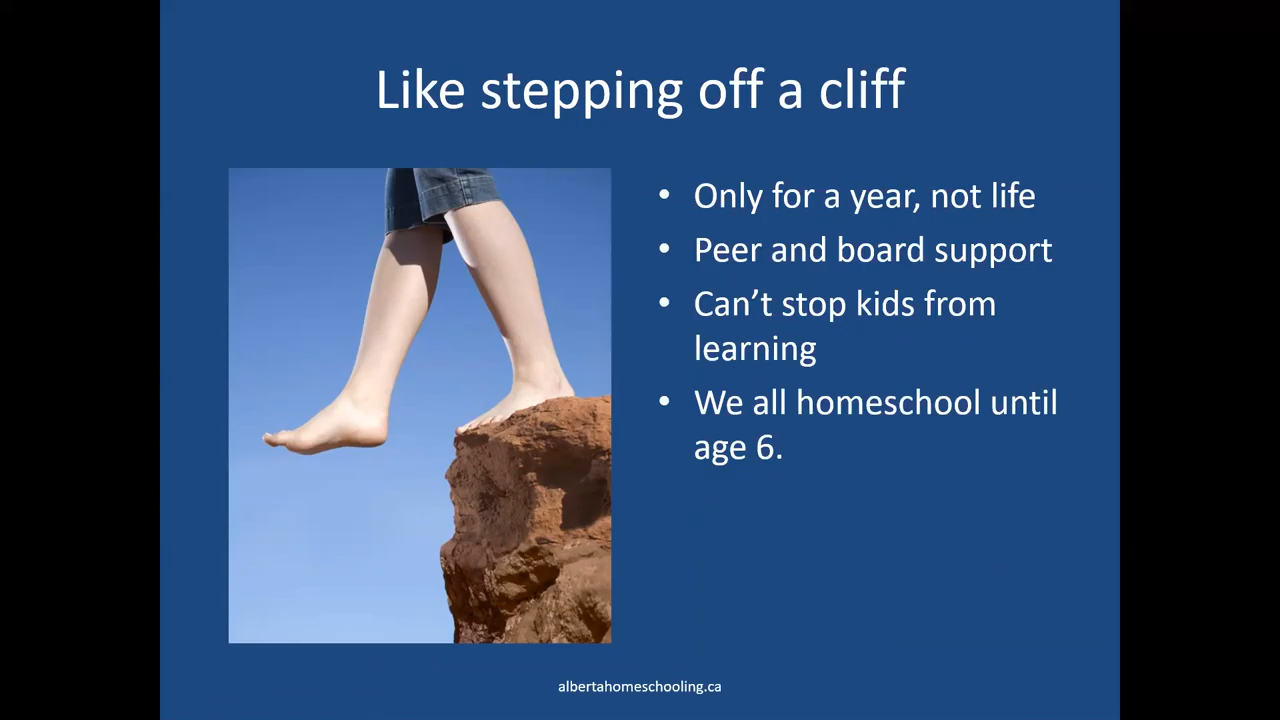 Like stepping off a cliff
• Only for a year, not life
• Peer and board support
• Can’t stop kids from
learning
• We all homeschool until
age 6.
albertahomeschooling.ca